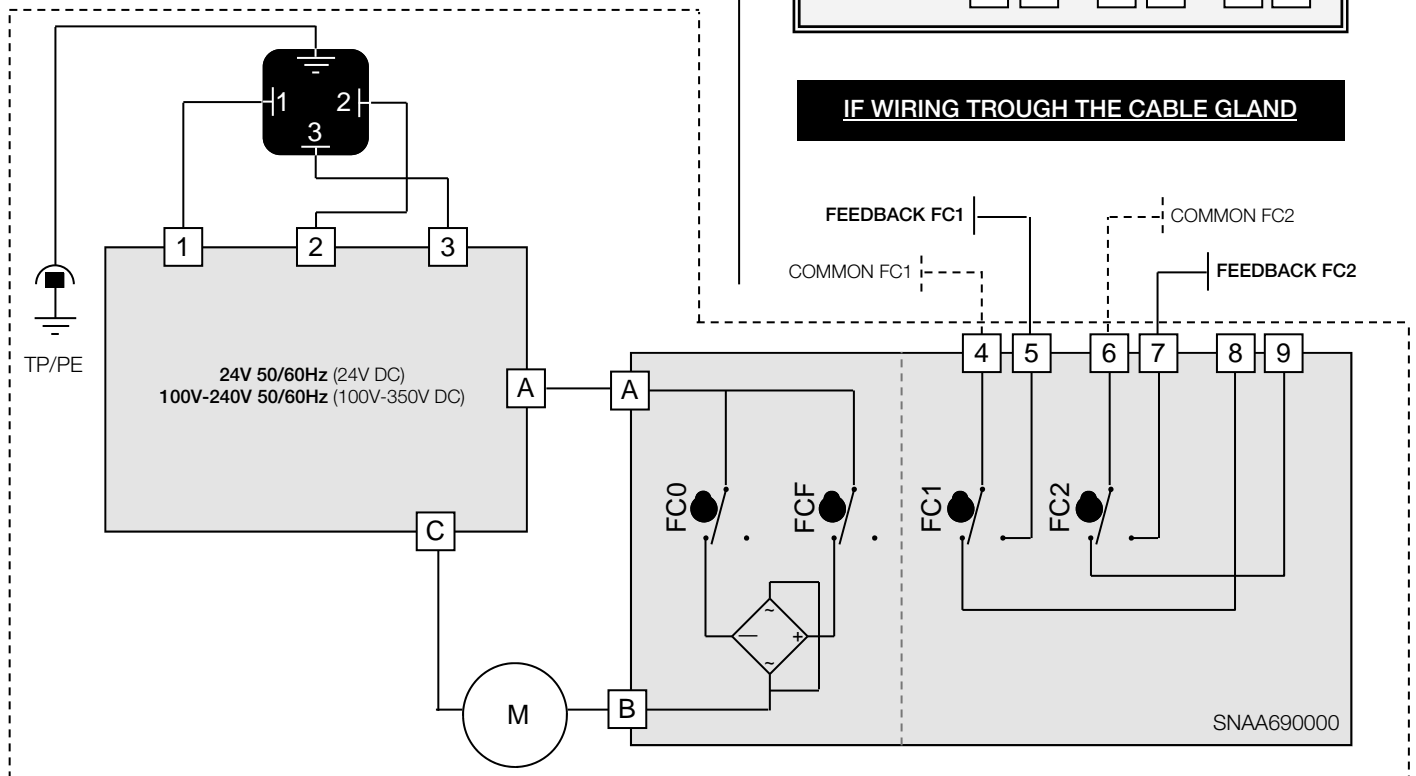 IF WIRING TROUGH THE CABLE GLAND
1 2
3
FEEDBACK FC1
COMMON FC2
COMMON FC1
FEEDBACK FC2
1 2 3
4 5 6 7 8 9
TP/PE
24V 50/60Hz (24V DC)
100V-240V 50/60Hz (100V-350V DC)
A
A
FC0
FCF
FC1
FC2
C
~
— +
~
M
B
SNAA690000